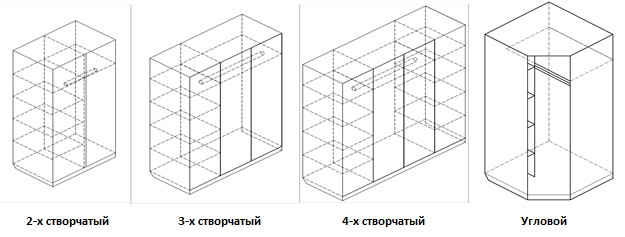 2-х створчатый
3-х створчатый
4-х створчатый
Угловой